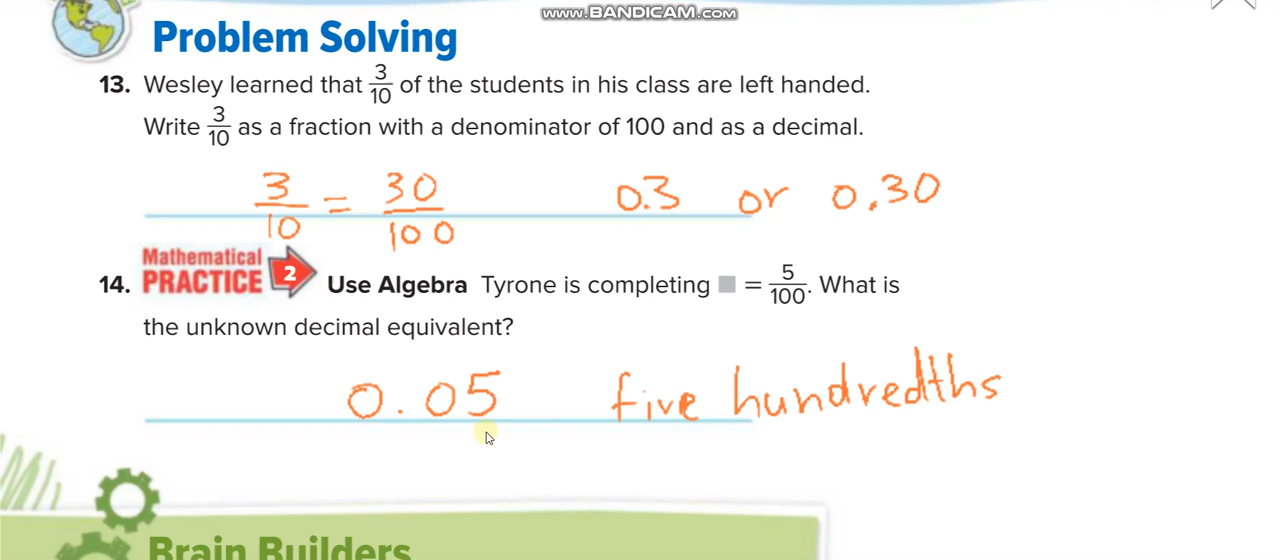 www.BANDICAM.com
Problem Solving
13. Wesley learned that 3/10 of the students in his class are left handed.
Write 3/10 as a fraction with a denominator of 100 and as a decimal.
3/10 = 30/100 0.3 or 0.30
Mathematical
PRACTICE 2
14. Use Algebra Tyrone is completing ■ = 5/100. What is
the unknown decimal equivalent?
0.05 five hundredths
Brain Builders